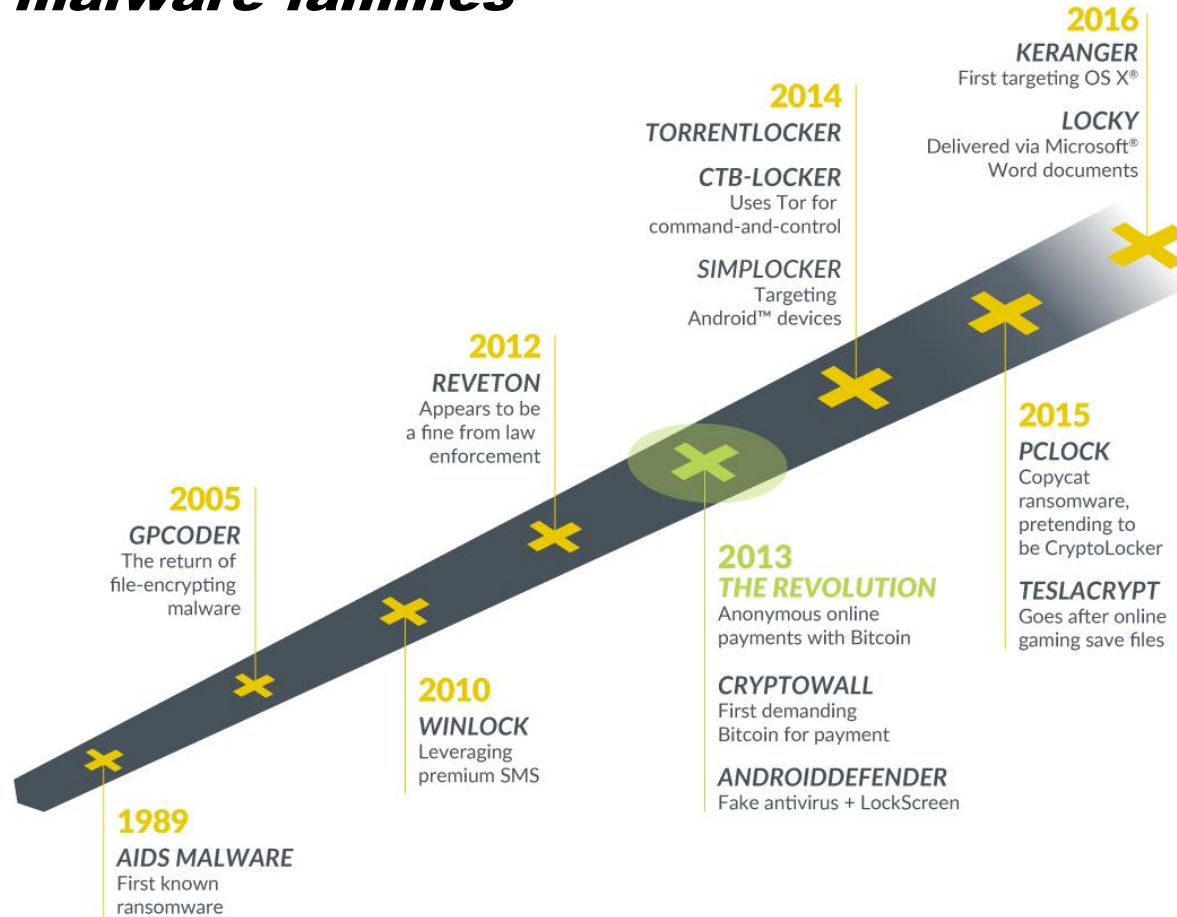 malware families
2016
KERANGER
First targeting OS X®
LOCKY
Delivered via Microsoft®
Word documents
2014
TORRENTLOCKER
CTB-LOCKER
Uses Tor for
command-and-control
SIMPLOCKER
Targeting
Android™ devices
2012
REVETON
Appears to be
a fine from law
enforcement
2005
GPCODER
The return of
file-encrypting
malware
2015
PCLOCK
Copycat
ransomware,
pretending to
be CryptoLocker
TESLACRYPT
Goes after online
gaming save files
2013
THE REVOLUTION
Anonymous online
payments with Bitcoin
CRYPTOWALL
First demanding
Bitcoin for payment
ANDROIDDEFENDER
Fake antivirus + LockScreen
2010
WINLOCK
Leveraging
premium SMS
1989
AIDS MALWARE
First known
ransomware